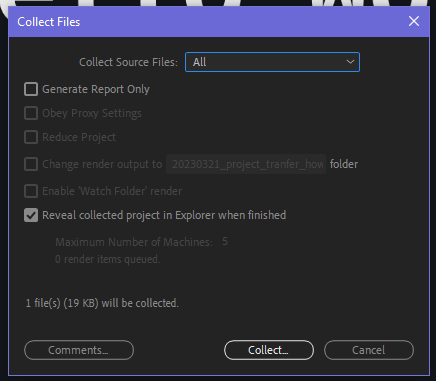 Collect Files
Collect Source Files: All
Generate Report Only
Obey Proxy Settings
Reduce Project
Change render output to 20230321_project_tranfer_how folder
Enable 'Watch Folder' render
Reveal collected project in Explorer when finished
Maximum Number of Machines: 5
0 render items queued.
1 file(s) (19 KB) will be collected.
Comments... Collect... Cancel